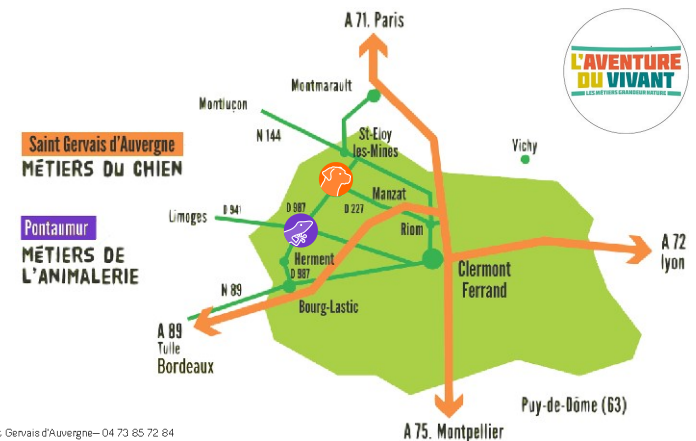 A 71. Paris
L'AVENTURE
DU VIVANT
LES MÉTIERS GRANDEUR NATURE
Montmarault
Montluçon
N 144
St-Eloy
les-Mines
Vichy
Saint Gervais d'Auvergne
MÉTIERS DU CHIEN
Manzat
D 941
D 987
D 227
Limoges
Riom
Pontaumur
MÉTIERS DE
L'ANIMALERIE
Herment
D 987
A 72
lyon
Clermont
Ferrand
N 89
Bourg-Lastic
A 89
Tulle
Bordeaux
Puy-de-Dôme (63)
A 75. Montpellier
Gervais d'Auvergne– 04 73 85 72 84